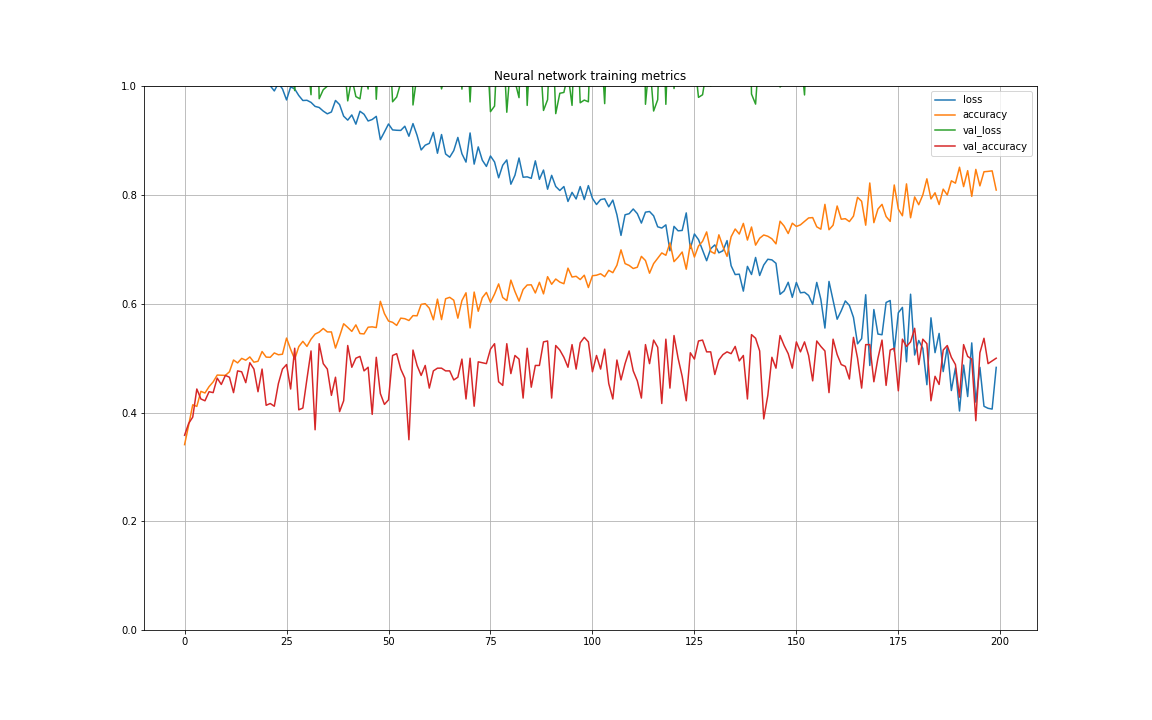 Neural network training metrics
1.0
0.8
0.6
0.4
0.2
0.0
loss
accuracy
val_loss
val_accuracy
0 25 50 75 100 125 150 175 200